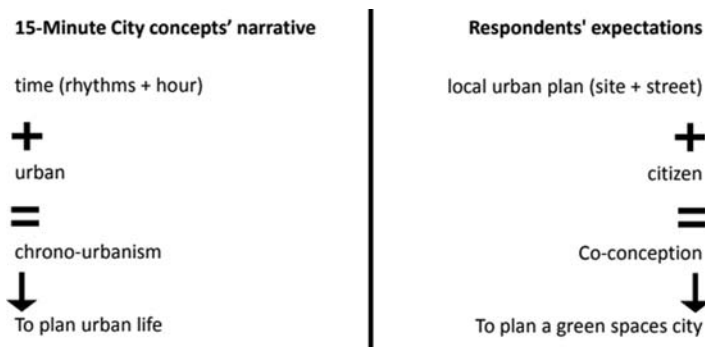 15-Minute City concepts' narrative
time (rhythms + hour)
+
urban
=
chrono-urbanism
To plan urban life
Respondents' expectations
local urban plan (site + street)
+
citizen
=
Co-conception
To plan a green spaces city